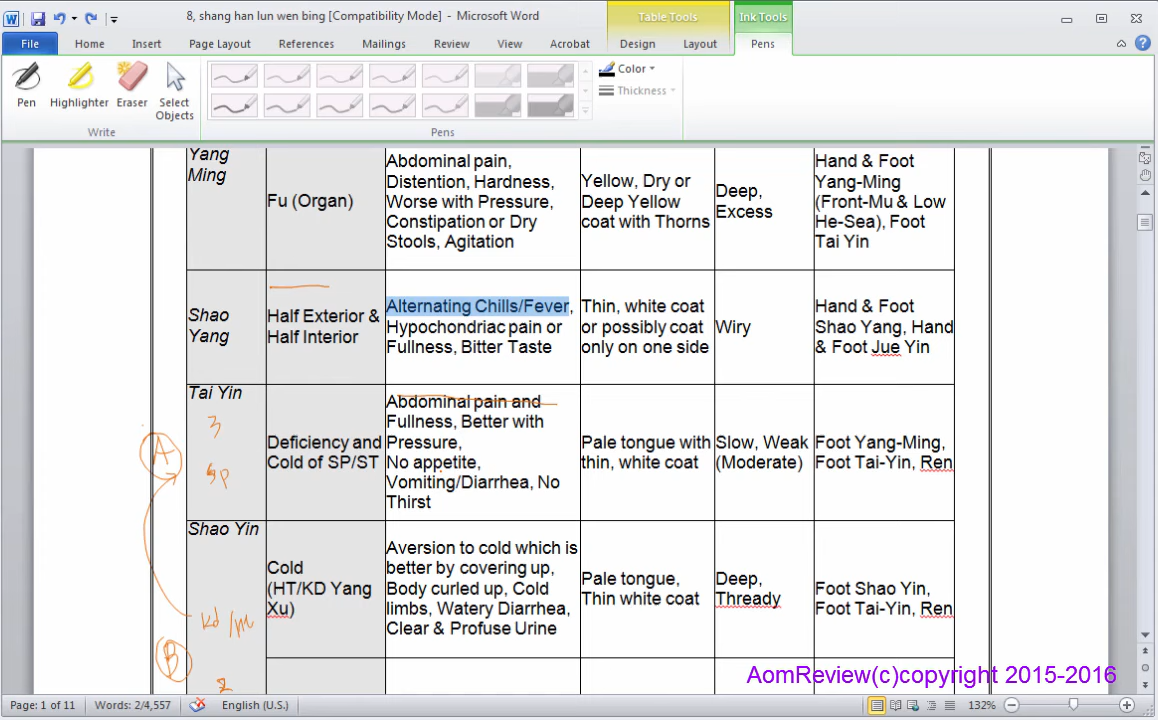 8, shang han lun wen bing [Compatibility Mode] - Microsoft Word
Table Tools
Ink Tools
File
Home
Insert
Page Layout
References
Mailings
Review
View
Acrobat
Design
Layout
Pens
Pen
Highlighter
Eraser
Select
Objects
Color
Thickness
Write
Pens
Yang
Ming
Fu (Organ)
Abdominal pain,
Distention, Hardness,
Worse with Pressure,
Constipation or Dry
Stools, Agitation
Yellow, Dry or
Deep Yellow
coat with Thorns
Deep,
Excess
Hand & Foot
Yang-Ming
(Front-Mu & Low
He-Sea), Foot
Tai Yin
Shao
Yang
Half Exterior &
Half Interior
Alternating Chills/Fever,
Hypochondriac pain or
Fullness, Bitter Taste
Thin, white coat
or possibly coat
only on one side
Wiry
Hand & Foot
Shao Yang, Hand
& Foot Jue Yin
Tai Yin
3
A
Sp
Deficiency and
Cold of SP/ST
Abdominal pain and
Fullness, Better with
Pressure,
No appetite,
Vomiting/Diarrhea, No
Thirst
Pale tongue with
thin, white coat
Slow, Weak
(Moderate)
Foot Yang-Ming,
Foot Tai-Yin, Ren
Shao Yin
B
Cold
(HT/KD Yang
Xu)
Aversion to cold which is
better by covering up,
Body curled up, Cold
limbs, Watery Diarrhea,
Clear & Profuse Urine
Pale tongue,
Thin white coat
Deep,
Thready
Foot Shao Yin,
Foot Tai-Yin, Ren
AomReview(c)copyright 2015-2016
Page: 1 of 11
Words: 2/4,557
English (U.S.)
132%